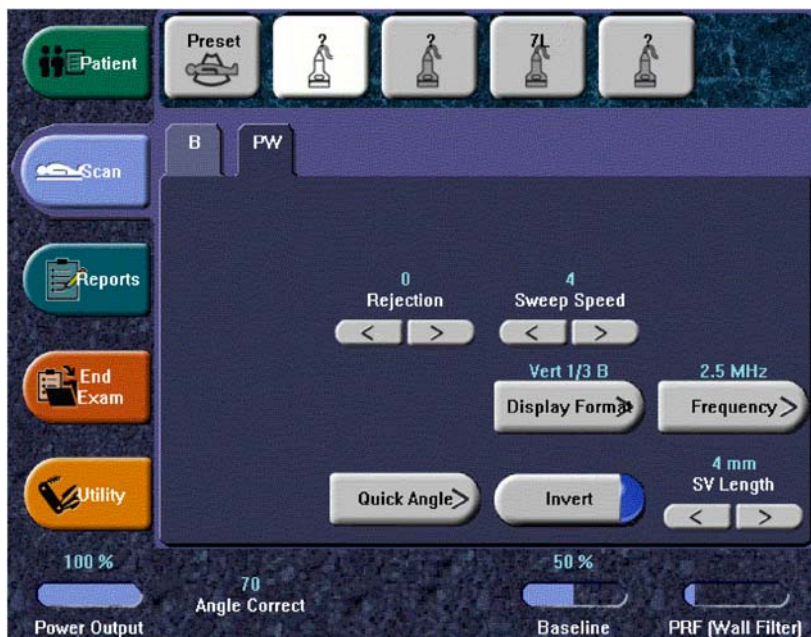 Patient
Preset
?
?
7L
?
Scan
B
PW
Reports
0
Rejection
4
Sweep Speed
< >
< >
End
Exam
Vert 1/3 B
Display Format>
2.5 MHz
Frequency>
Utility
Quick Angle>
Invert
4 mm
SV Length
< >
100 %
Power Output
70
Angle Correct
50 %
Baseline
PRF (Wall Filter)